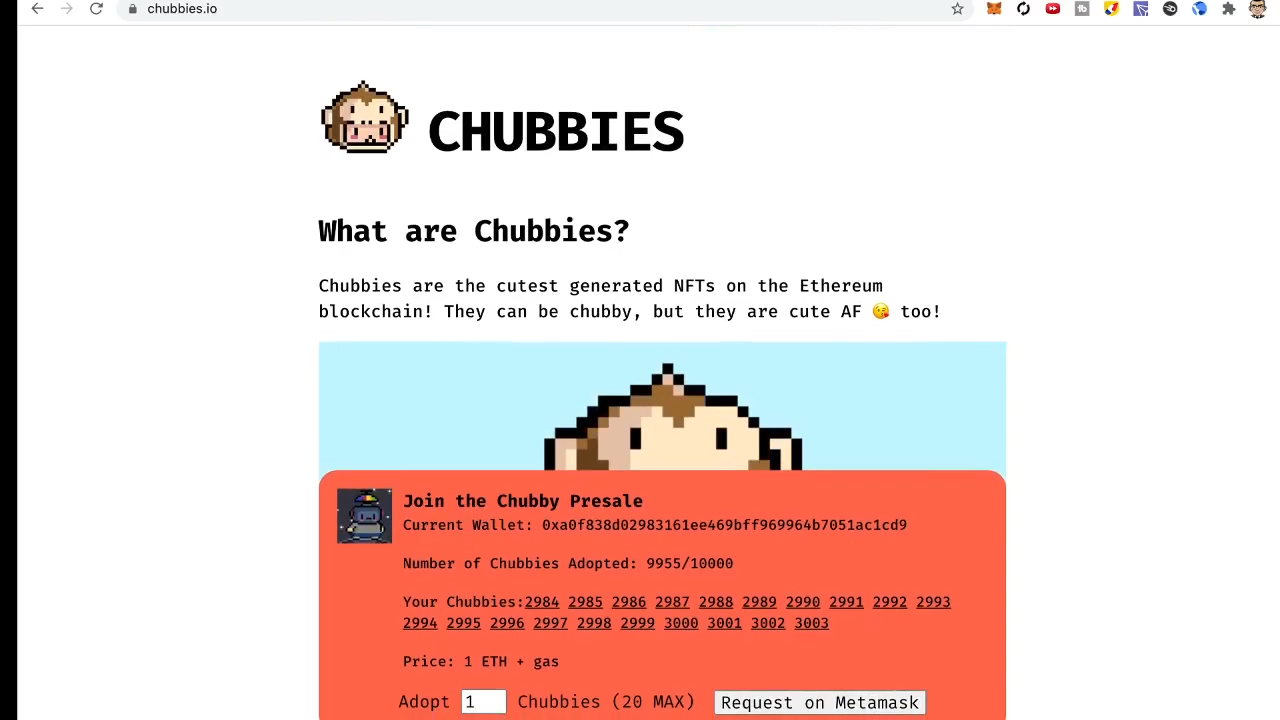 chubbies.io
CHUBBIES
What are Chubbies?
Chubbies are the cutest generated NFTs on the Ethereum
blockchain! They can be chubby, but they are cute AF 😘 too!
Join the Chubby Presale
Current Wallet: 0xa0f838d02983161ee469bff969964b7051ac1cd9
Number of Chubbies Adopted: 9955/10000
Your Chubbies:2984 2985 2986 2987 2988 2989 2990 2991 2992 2993
2994 2995 2996 2997 2998 2999 3000 3001 3002 3003
Price: 1 ETH + gas
Adopt 1 Chubbies (20 MAX) Request on Metamask